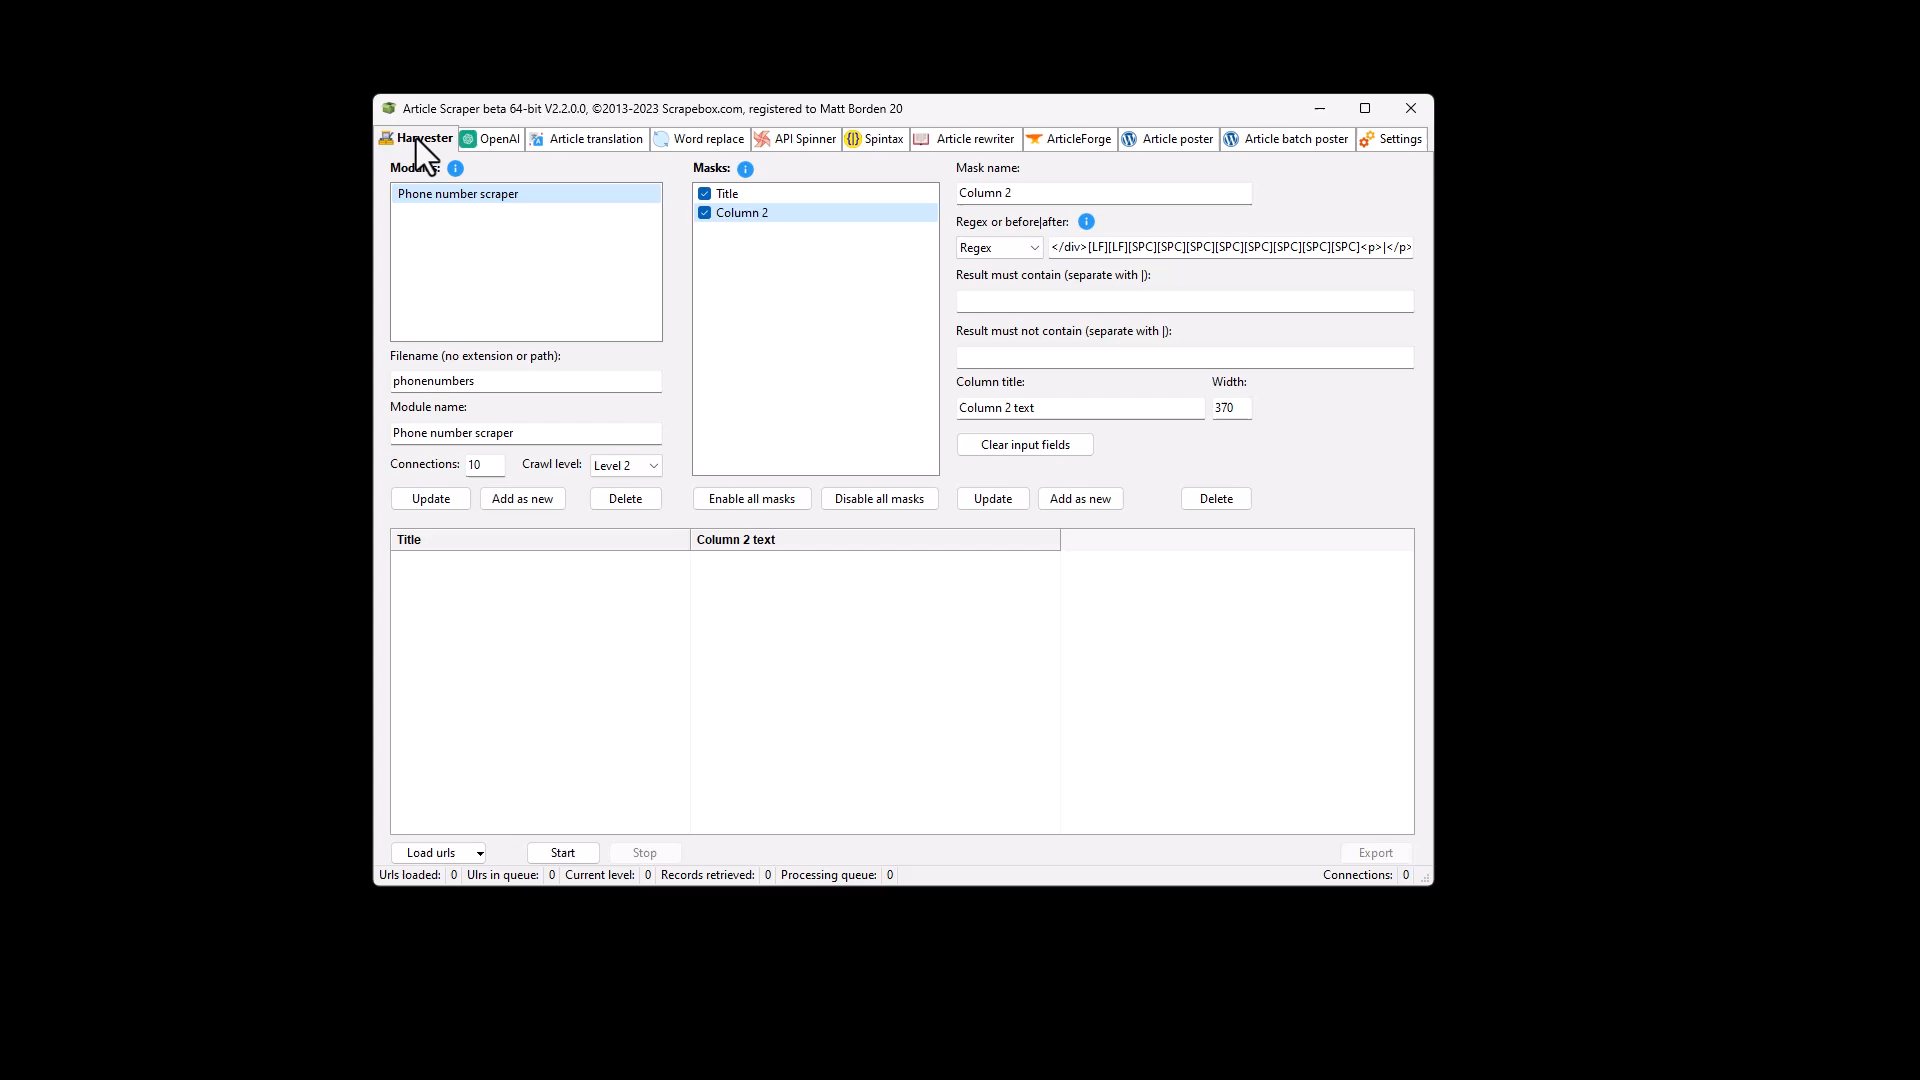 Article Scraper beta 64-bit V2.2.0.0, ©2013-2023 Scrapebox.com, registered to Matt Borden 20
Harvester OpenAI Article translation Word replace API Spinner Spintax Article rewriter ArticleForge Article poster Article batch poster Settings
Masks: Mask name:
Phone number scraper Title Column 2
Column 2 Regex or before|after:
Regex </div>[LF][LF][SPC][SPC][SPC][SPC][SPC][SPC][SPC][SPC]<p>|</p>
Result must contain (separate with |):
Result must not contain (separate with |):
Filename (no extension or path):
phonenumbers Column title: Width:
Module name: Column 2 text 370
Phone number scraper Clear input fields
Connections: 10 Crawl level: Level 2
Update Add as new Delete Enable all masks Disable all masks Update Add as new Delete
Title Column 2 text
Load urls Start Stop Export
Urls loaded: 0 Ulrs in queue: 0 Current level: 0 Records retrieved: 0 Processing queue: 0 Connections: 0